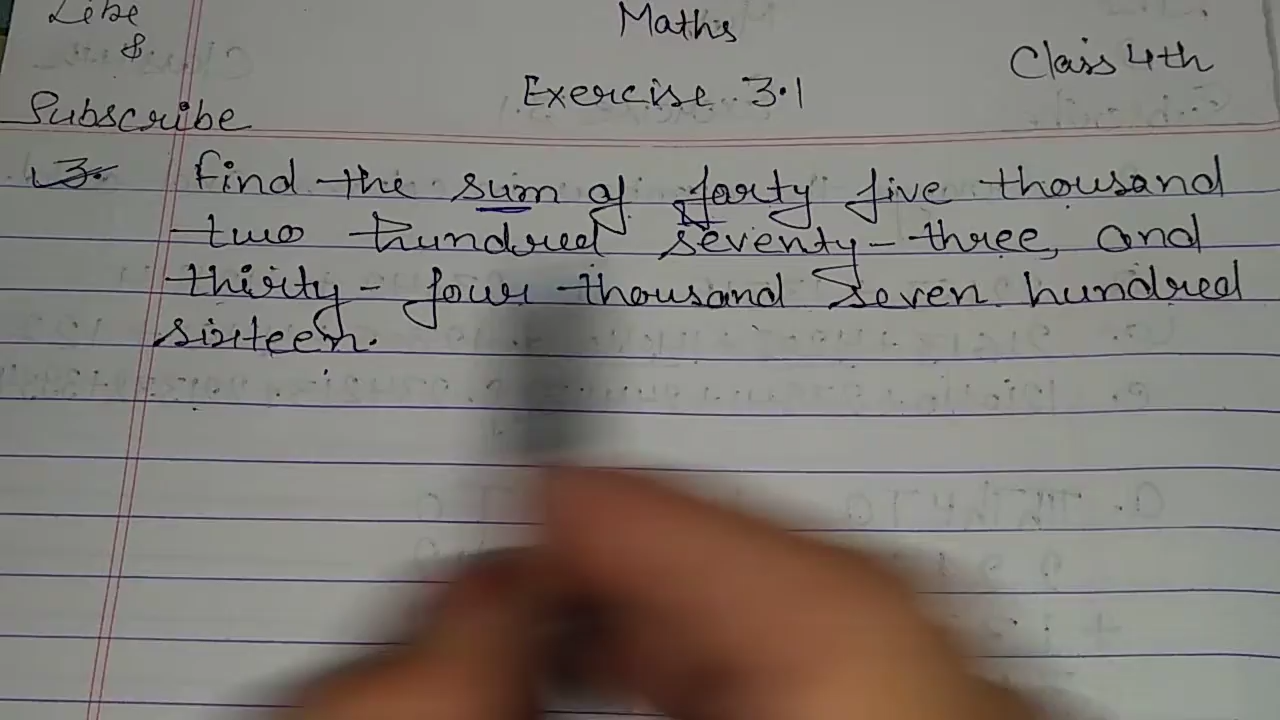 Like
&
Subscribe
Maths
Exercise 3.1
Class 4th
3. find the sum of forty five thousand
two hundred seventy-three, and
thirty-four thousand seven hundred
sixteen.